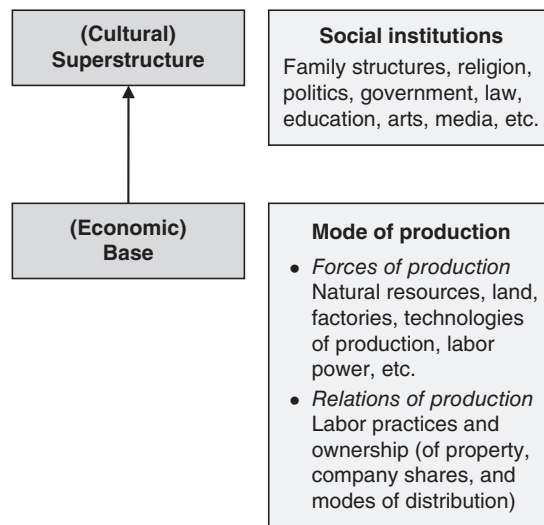 (Cultural)
Superstructure
Social institutions
Family structures, religion,
politics, government, law,
education, arts, media, etc.
(Economic)
Base
Mode of production
• Forces of production
Natural resources, land,
factories, technologies
of production, labor
power, etc.
• Relations of production
Labor practices and
ownership (of property,
company shares, and
modes of distribution)